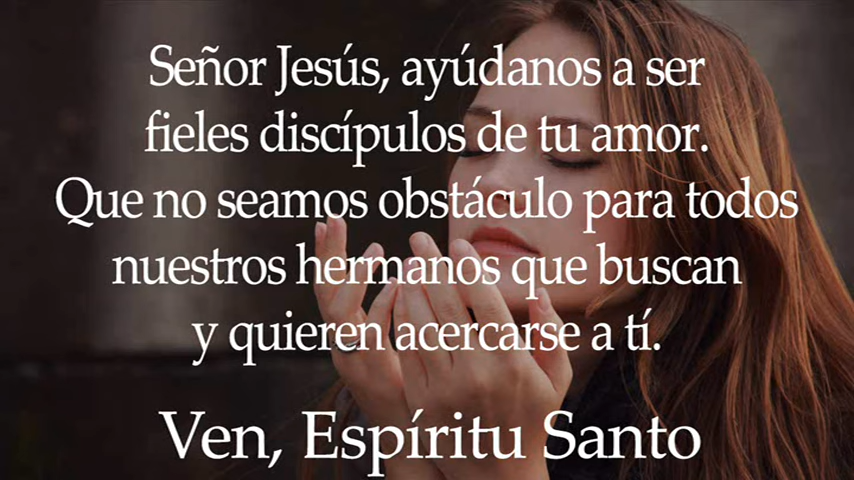 Señor Jesús, ayúdanos a ser
fieles discípulos de tu amor.
Que no seamos obstáculo para todos
nuestros hermanos que buscan
y quieren acercarse a tí.
Ven, Espíritu Santo